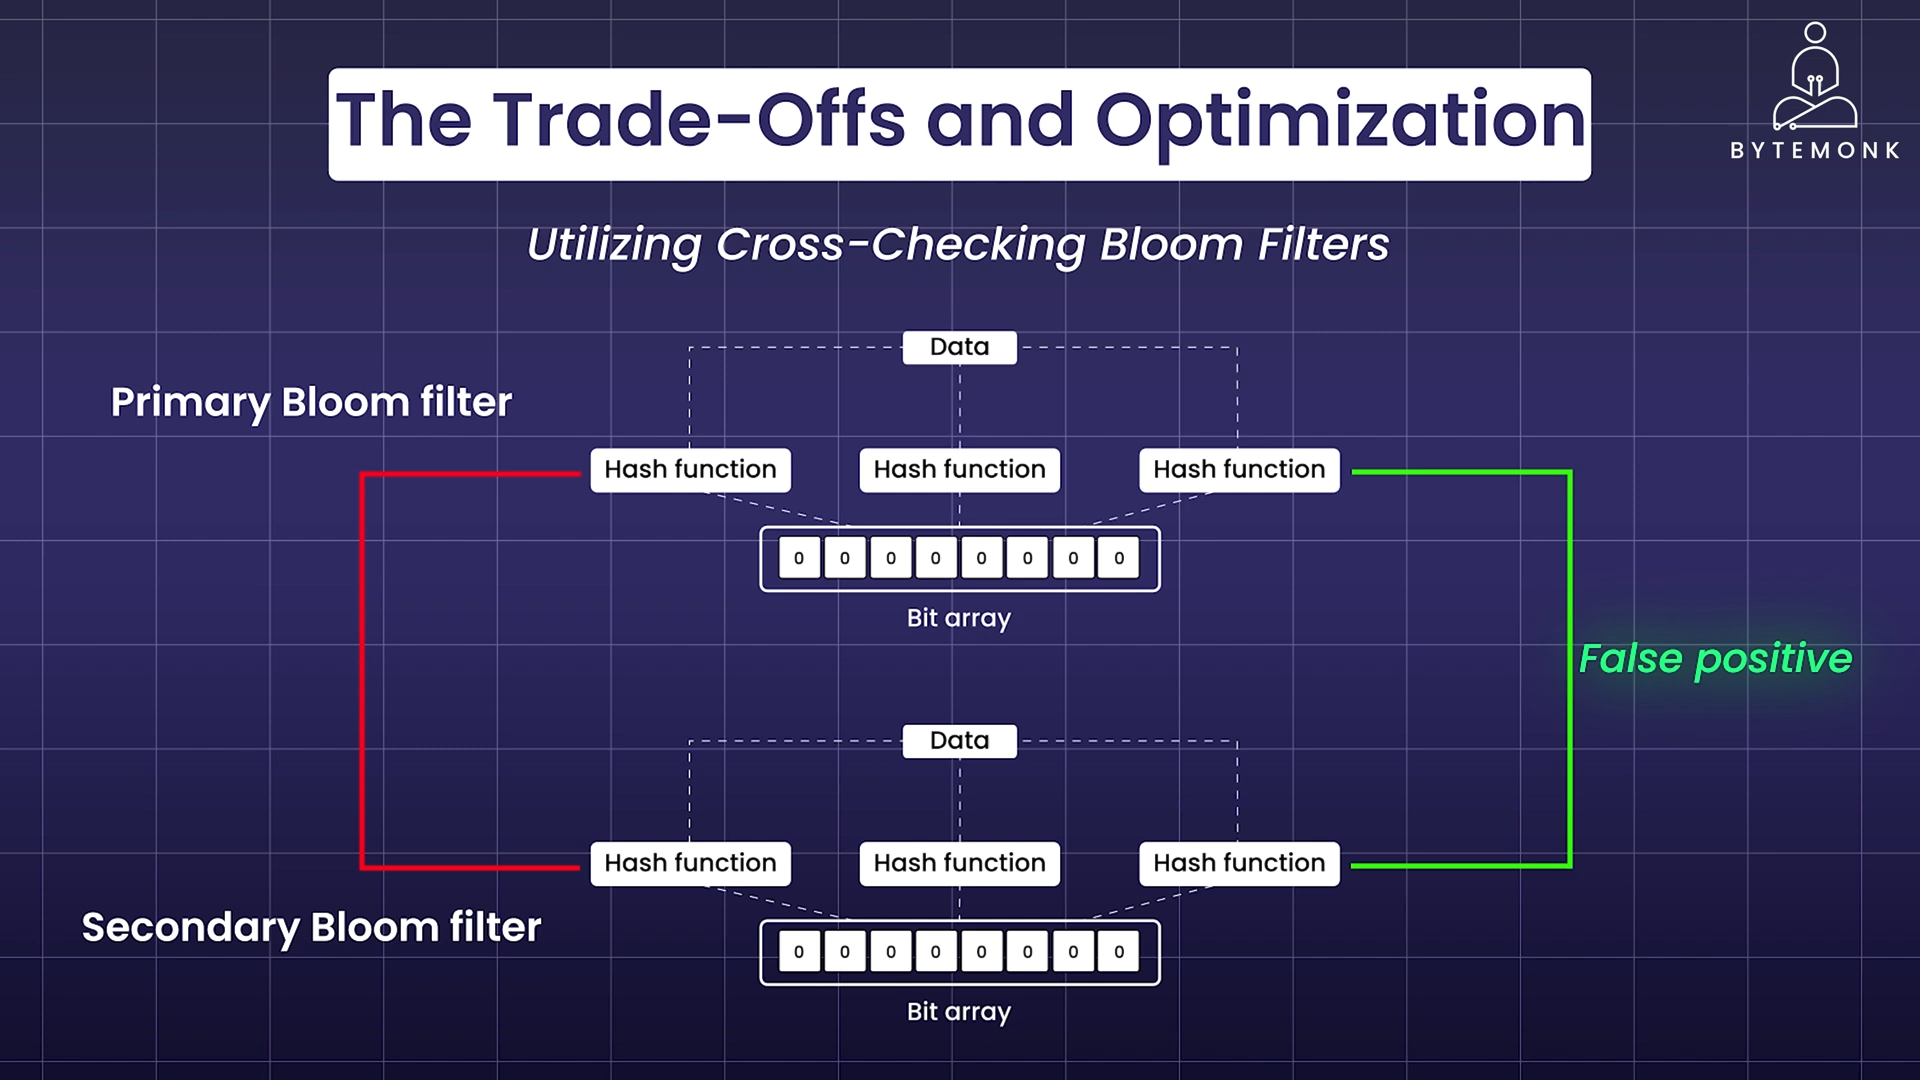 The Trade-Offs and Optimization
BYTEMONK
Utilizing Cross-Checking Bloom Filters
Data
Primary Bloom filter
Hash function Hash function Hash function
0 0 0 0 0 0 0 0
Bit array
False positive
Data
Hash function Hash function Hash function
Secondary Bloom filter
0 0 0 0 0 0 0 0
Bit array